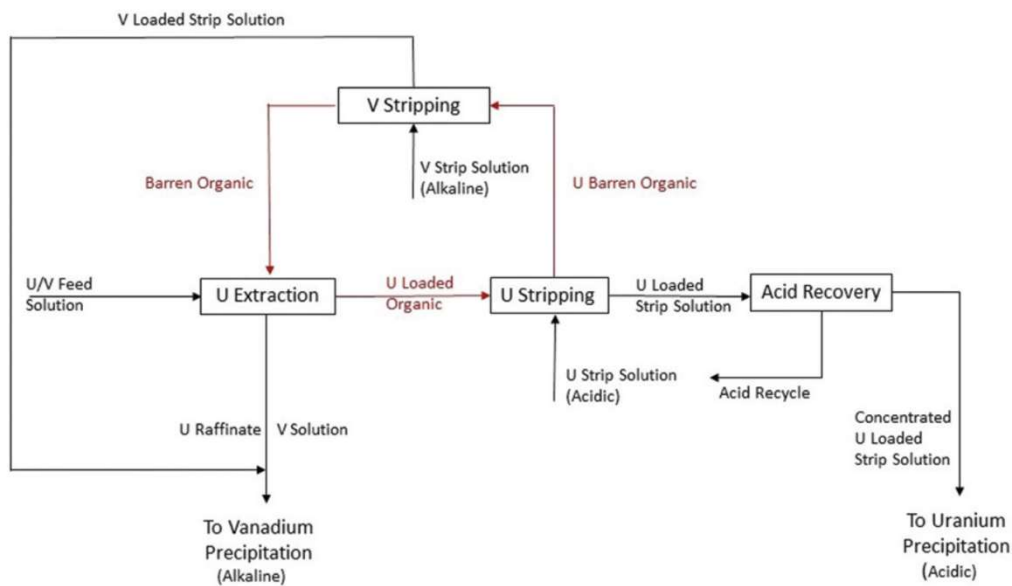 V Loaded Strip Solution
V Stripping
V Strip Solution
(Alkaline)
Barren Organic
U Barren Organic
U/V Feed
Solution
U Extraction
U Loaded
Organic
U Stripping
U Loaded
Strip Solution
Acid Recovery
U Strip Solution
(Acidic)
Acid Recycle
U Raffinate
V Solution
Concentrated
U Loaded
Strip Solution
To Vanadium
Precipitation
(Alkaline)
To Uranium
Precipitation
(Acidic)